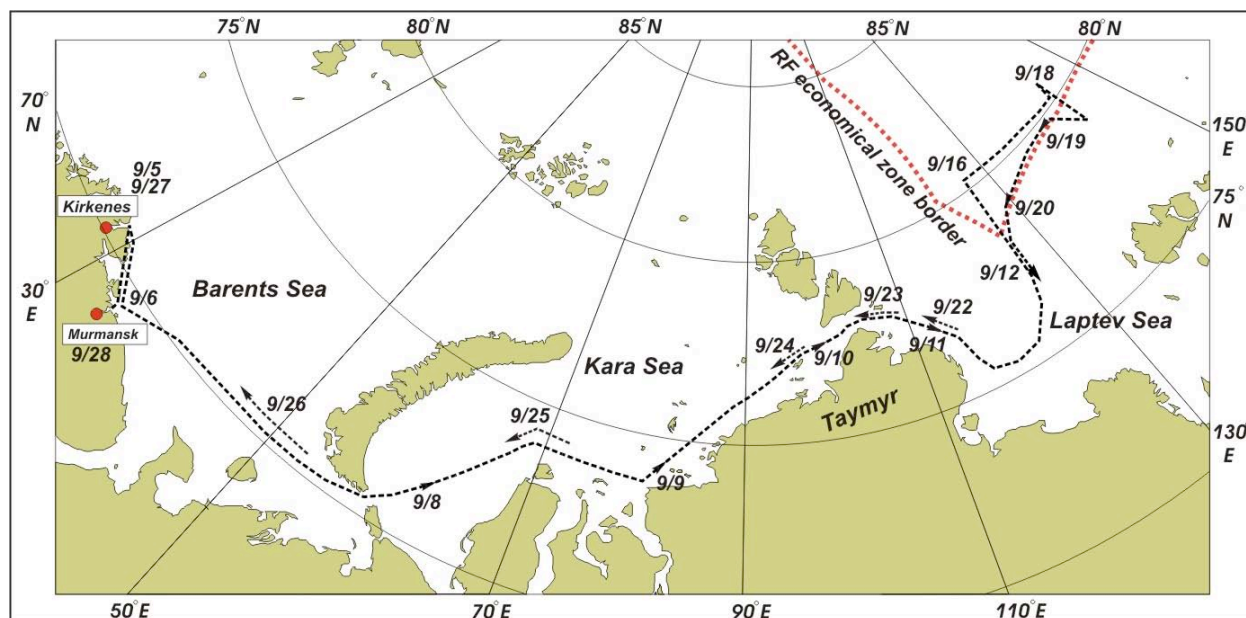 75°N
80°N
85°N
85°N
80°N
70°
N
9/5
9/27
Kirkenes
30°
E
9/6
Murmansk
9/28
Barents Sea
9/26
9/25
9/8
Kara Sea
9/9
9/24
9/10
9/23
9/22
9/11
Taymyr
RF economical zone border
9/18
9/19
9/16
9/20
9/12
Laptev Sea
150°
E
75°
N
130°
E
50°E
70°E
90°E
110°E